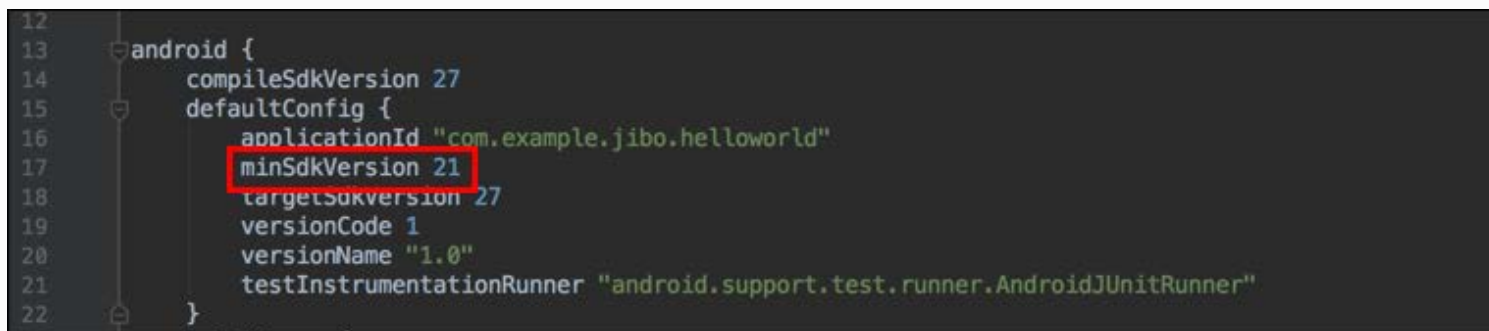 12
13 android {
14 compileSdkVersion 27
15 defaultConfig {
16 applicationId "com.example.jibo.helloworld"
17 minSdkVersion 21
18 targetSdkVersion 27
19 versionCode 1
20 versionName "1.0"
21 testInstrumentationRunner "android.support.test.runner.AndroidJUnitRunner"
22 }